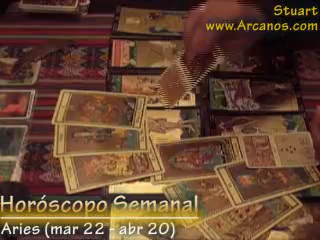 Stuart
www.Arcanos.com
Horóscopo Semanal
Aries (mar 22 - abr 20)